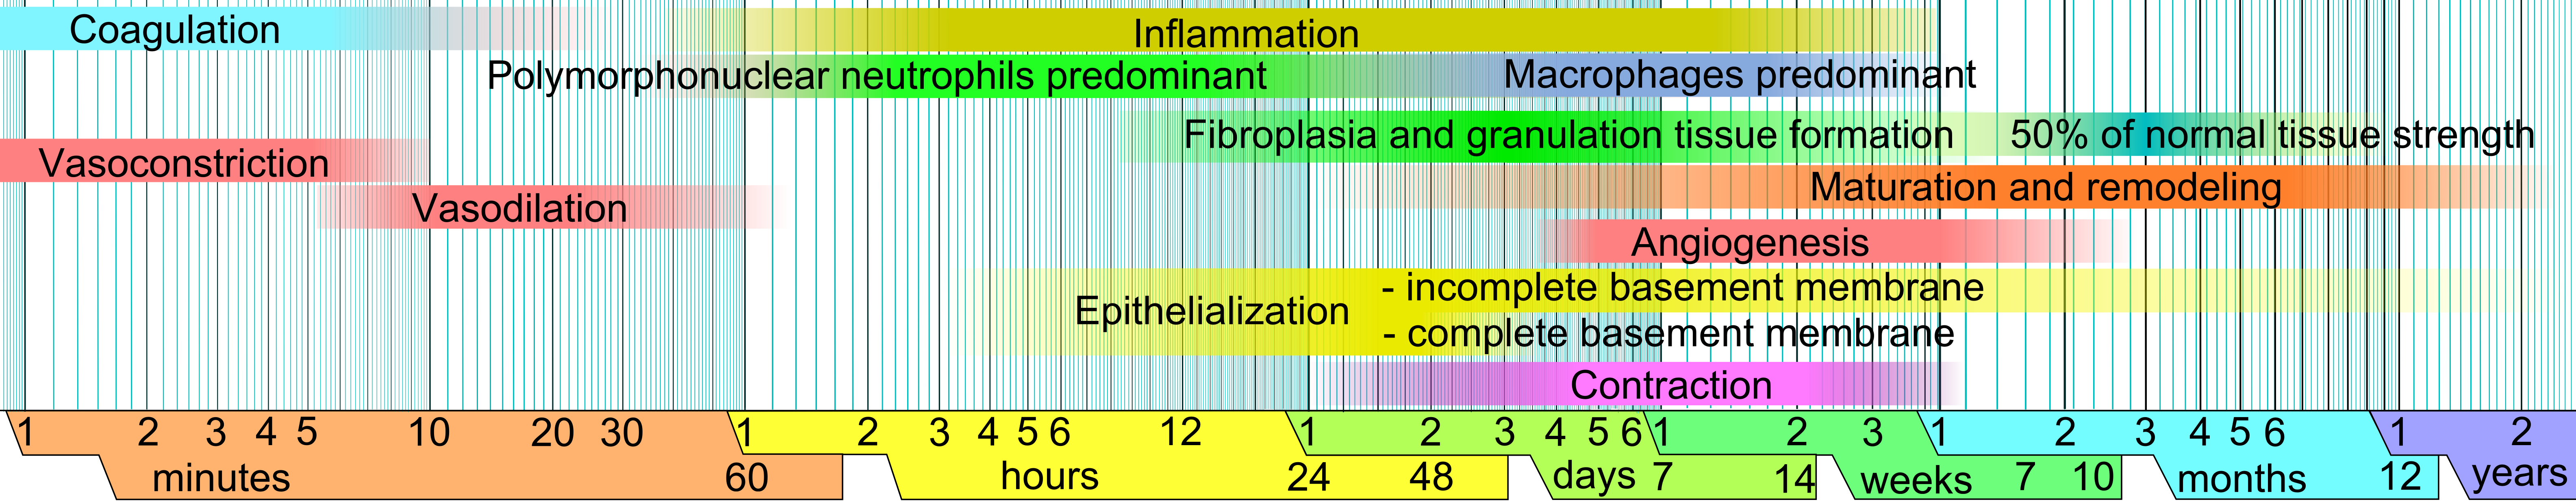 Coagulation
Inflammation
Polymorphonuclear neutrophils predominant
Macrophages predominant
Fibroplasia and granulation tissue formation
50% of normal tissue strength
Vasoconstriction
Maturation and remodeling
Vasodilation
Angiogenesis
Epithelialization
- incomplete basement membrane
- complete basement membrane
Contraction
1 2 3 4 5 10 20 30 1 2 3 4 5 6 12 1 2 3 4 5 6 1 2 3 1 2 3 4 5 6 1 2
minutes 60 hours 24 48 days 7 14 weeks 7 10 months 12 years